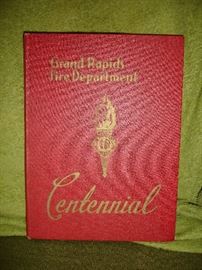 Grand Rapids
Fire Department
Centennial